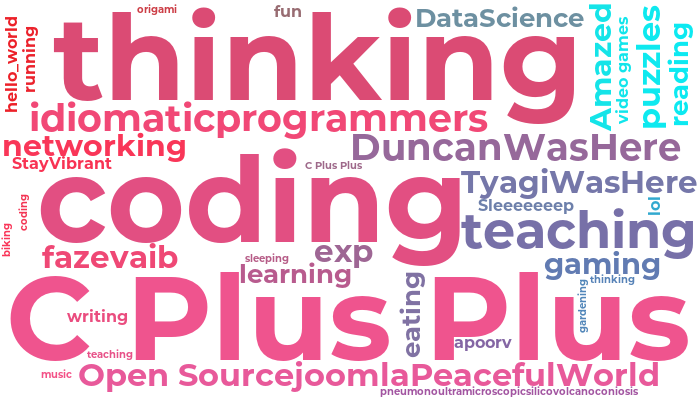 origami
fun
DataScience
hello_world
running
thinking
Amazed
video games
puzzles
reading
idiomaticprogrammers
networking
DuncanWasHere
StayVibrant
C Plus Plus
coding
TyagiWasHere
coding
Sleeeeeeep
lol
teaching
biking
fazevaib
sleeping
exp
learning
gaming
eating
thinking
gardening
C Plus Plus
writing
apoorv
teaching
music
Open SourcejoomlaPeacefulWorld
pneumonoultramicroscopicsilicovolcanoconiosis